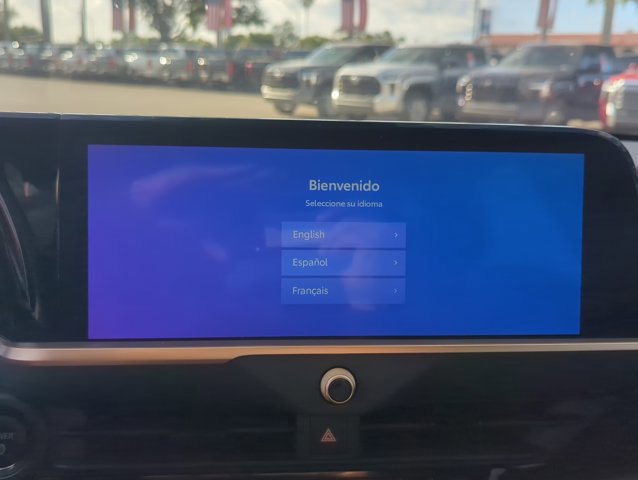 Bienvenido
Seleccione su idioma
English
Español
Français